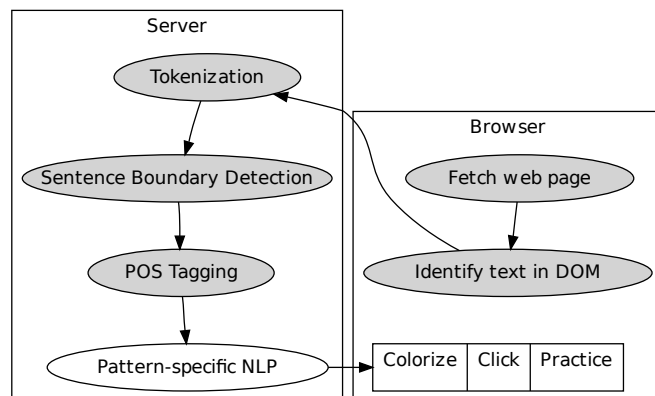 Server
Tokenization
Sentence Boundary Detection
POS Tagging
Pattern-specific NLP
Browser
Fetch web page
Identify text in DOM
Colorize Click Practice